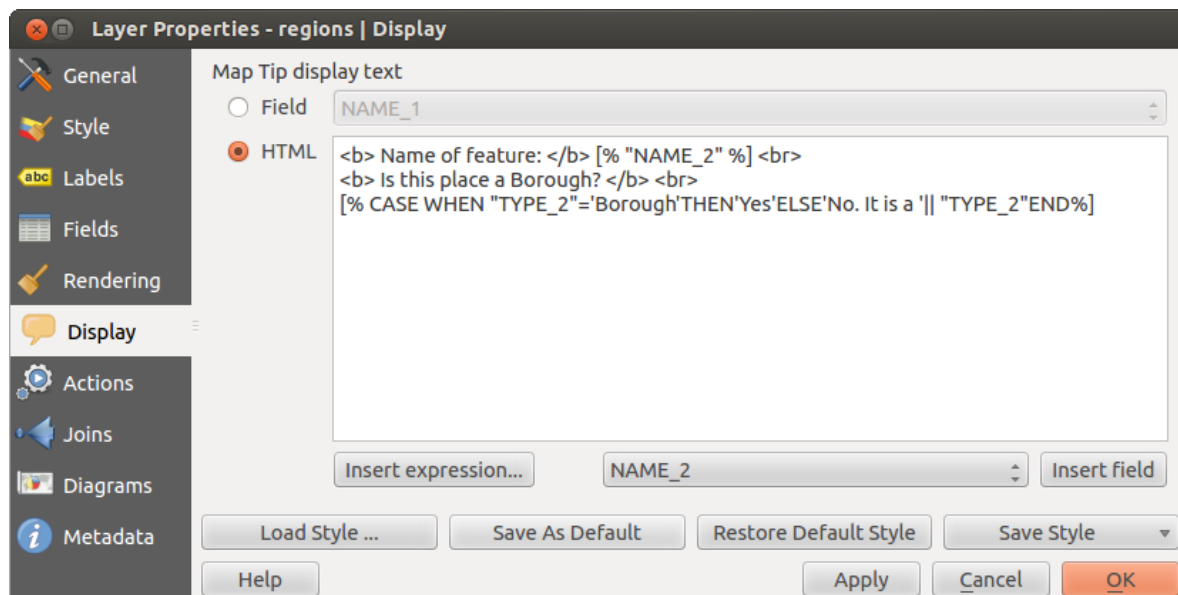 Layer Properties - regions | Display
General
Style
Labels
Fields
Rendering
Display
Actions
Joins
Diagrams
Metadata
Map Tip display text
Field
NAME_1
HTML
<b> Name of feature: </b> [% "NAME_2" %] <br>
<b> Is this place a Borough? </b> <br>
[% CASE WHEN "TYPE_2"='Borough'THEN'Yes'ELSE'No. It is a '|| "TYPE_2"END%]
Insert expression... NAME_2 Insert field
Load Style ... Save As Default Restore Default Style Save Style
Help Apply Cancel OK
abc